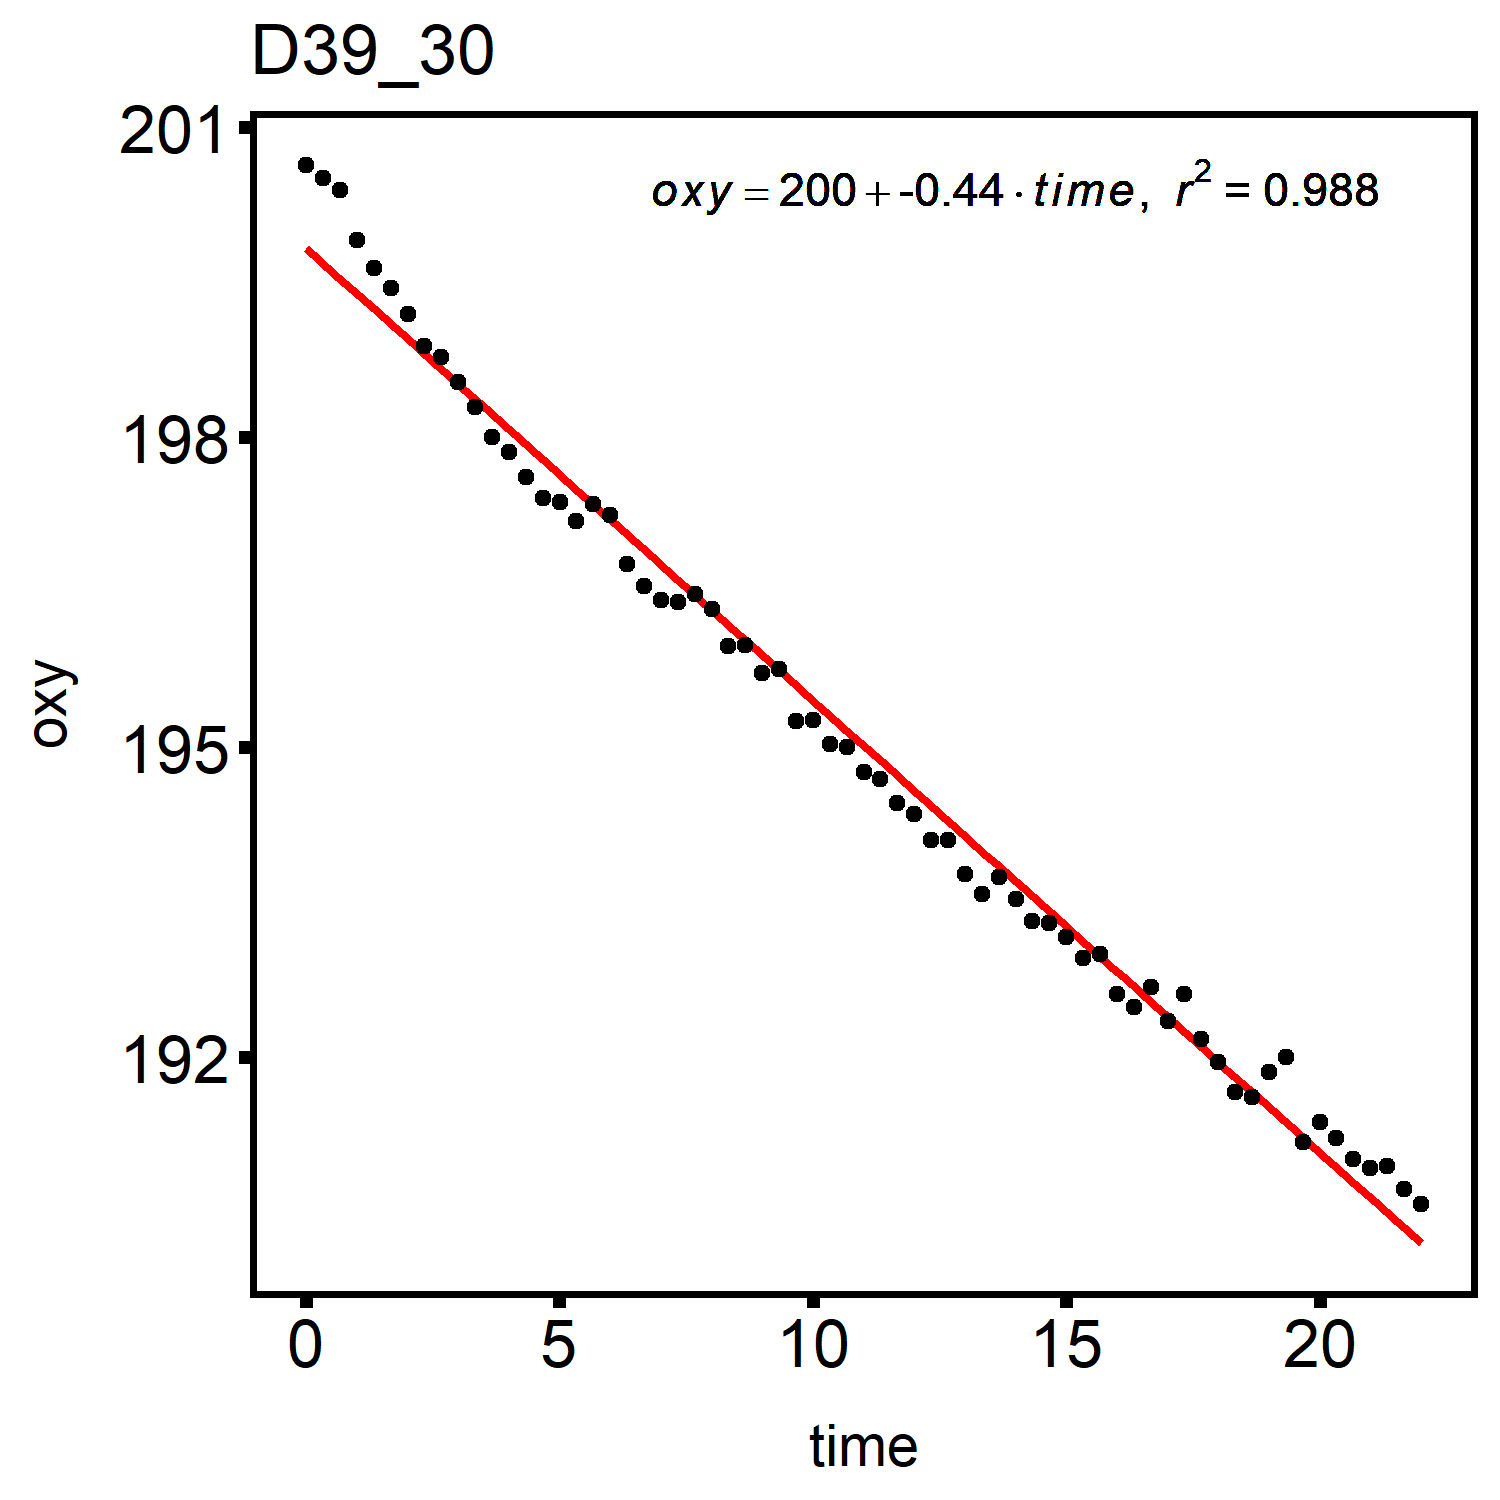 D39_30
oxy = 200 + -0.44 · time, r² = 0.988
201
198
195
192
oxy
0 5 10 15 20
time